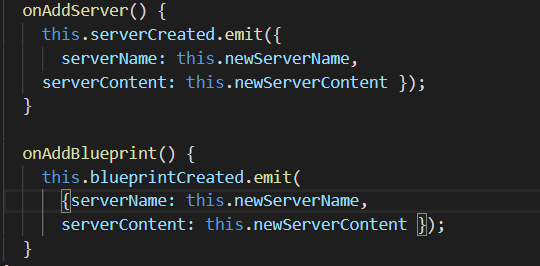 onAddServer() {
this.serverCreated.emit({
serverName: this.newServerName,
serverContent: this.newServerContent });
}
onAddBlueprint() {
this.blueprintCreated.emit(
{serverName: this.newServerName,
serverContent: this.newServerContent });
}